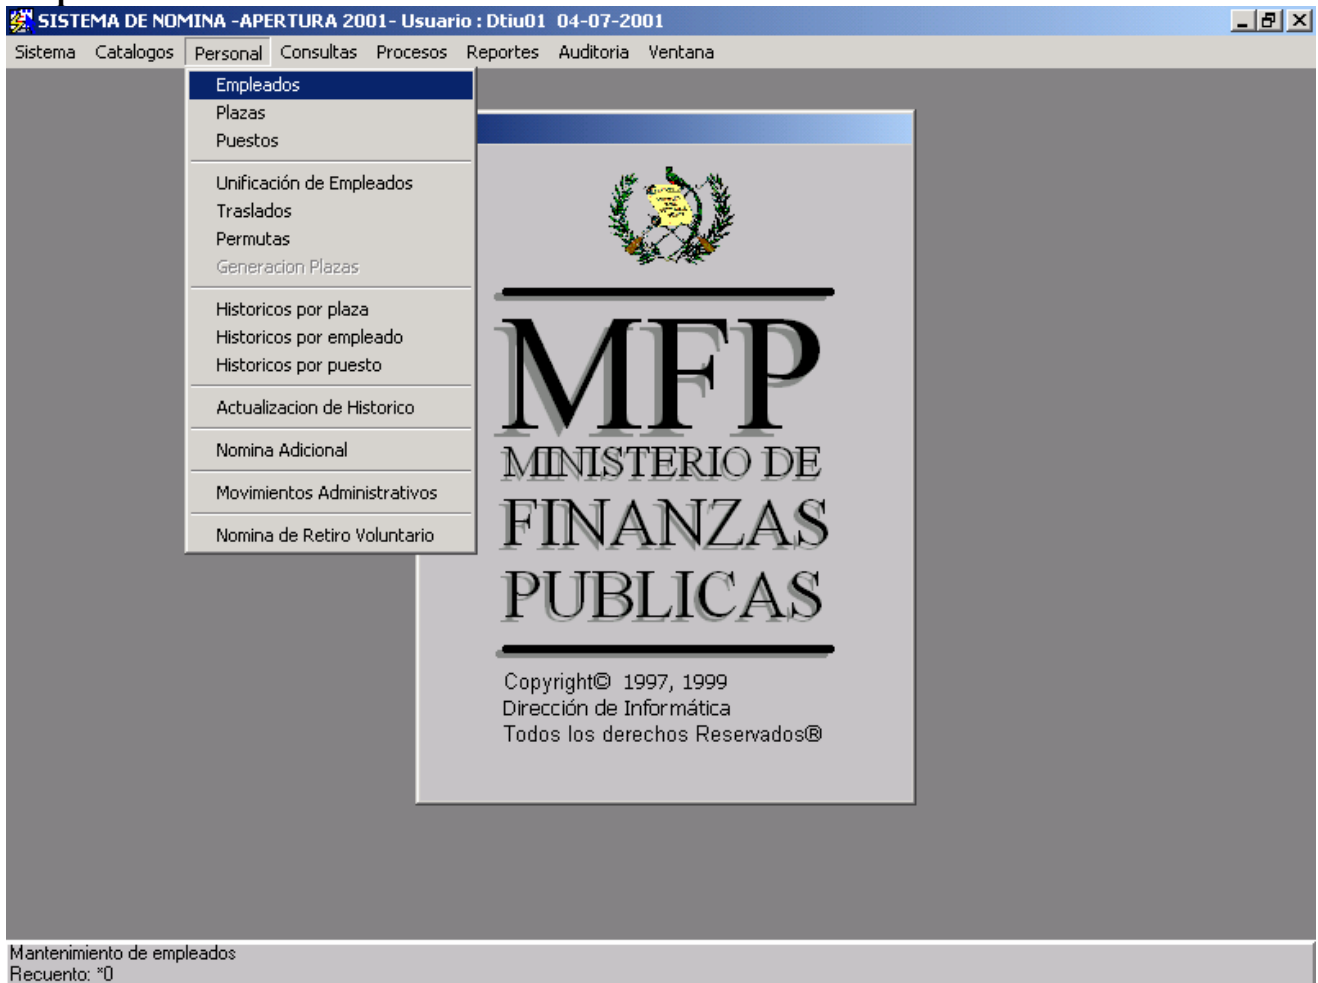 SISTEMA DE NOMINA -APERTURA 2001- Usuario : Dtiu01 04-07-2001
Sistema Catalogos Personal Consultas Procesos Reportes Auditoria Ventana
Empleados
Plazas
Puestos
Unificación de Empleados
Traslados
Permutas
Generacion Plazas
Historicos por plaza
Historicos por empleado
Historicos por puesto
Actualizacion de Historico
Nomina Adicional
Movimientos Administrativos
Nomina de Retiro Voluntario
MFP
MINISTERIO DE
FINANZAS
PUBLICAS
Copyright© 1997, 1999
Dirección de Informática
Todos los derechos Reservados®
Mantenimiento de empleados
Recuento: *0